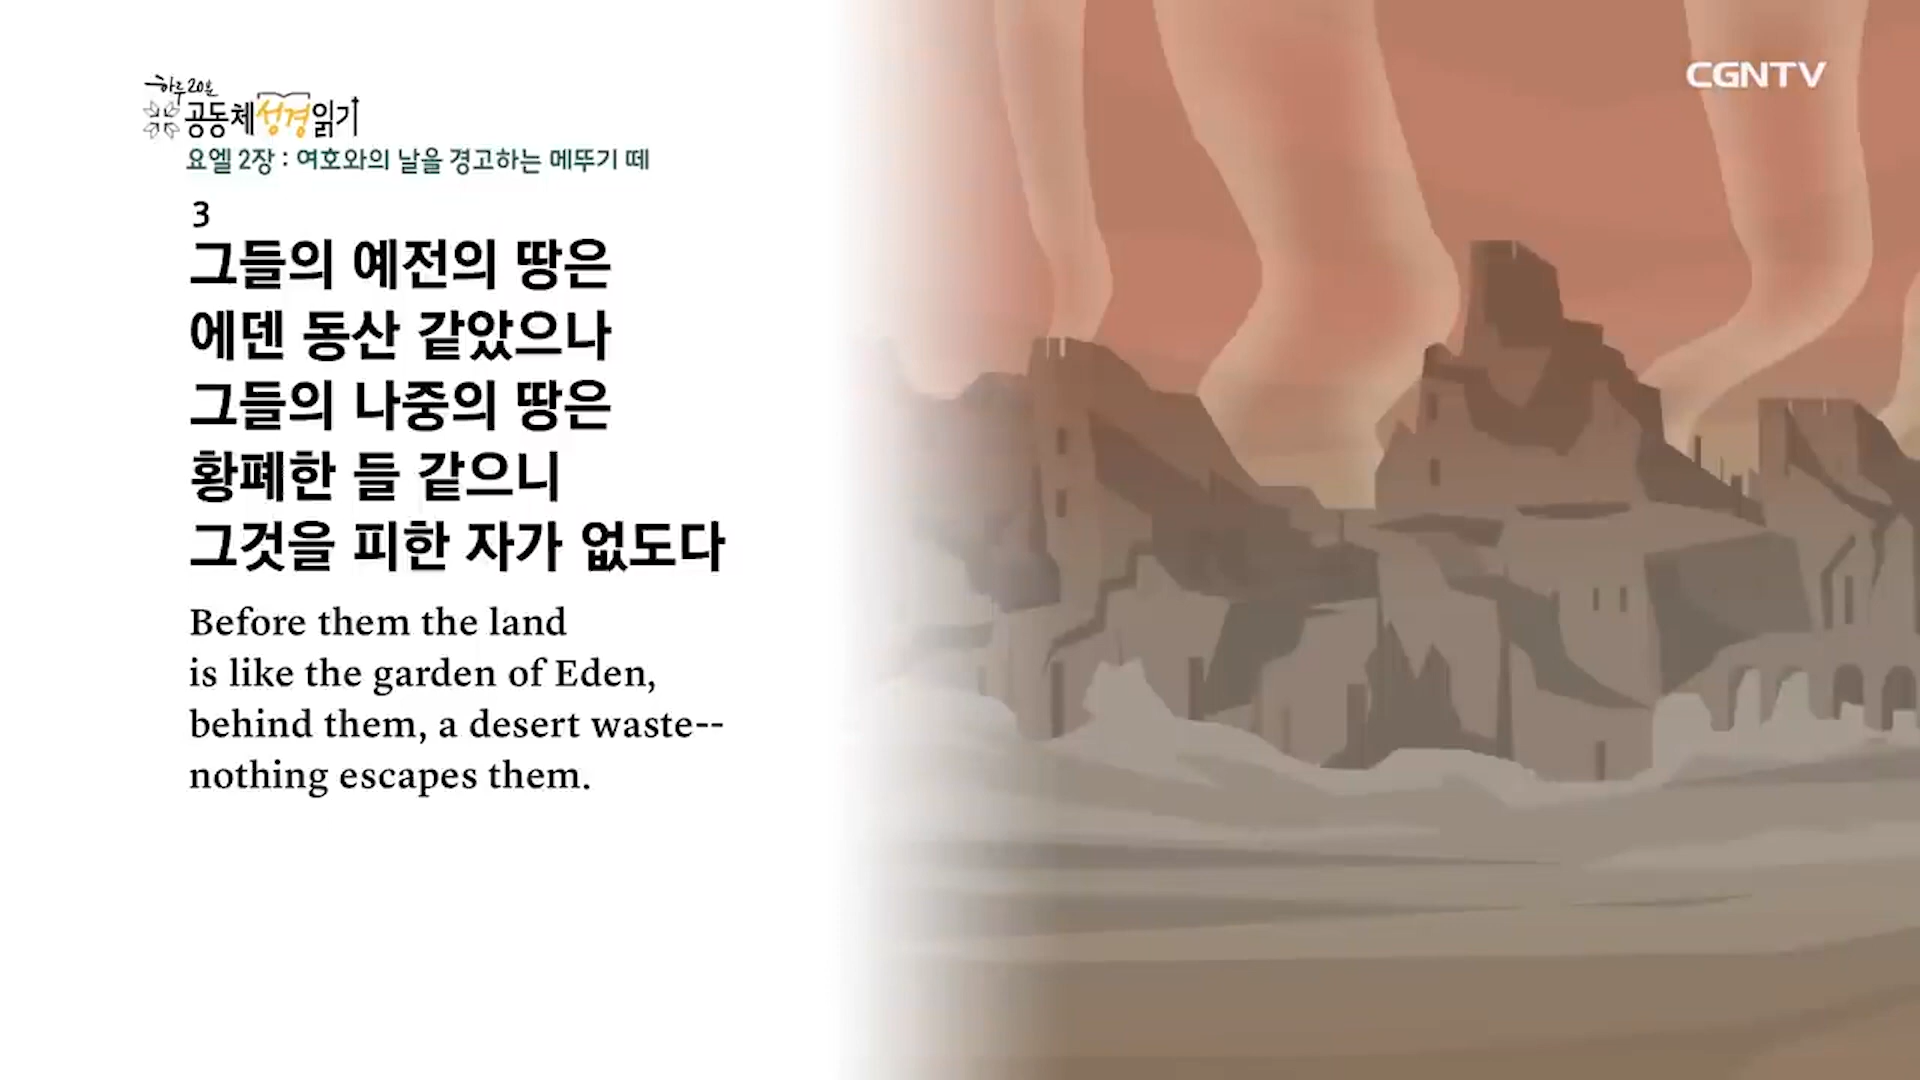 하루 20분
공동체성경읽기
요엘 2장 : 여호와의 날을 경고하는 메뚜기 떼
3
그들의 예전의 땅은
에덴 동산 같았으나
그들의 나중의 땅은
황폐한 들 같으니
그것을 피한 자가 없도다
Before them the land
is like the garden of Eden,
behind them, a desert waste--
nothing escapes them.
CGNTV